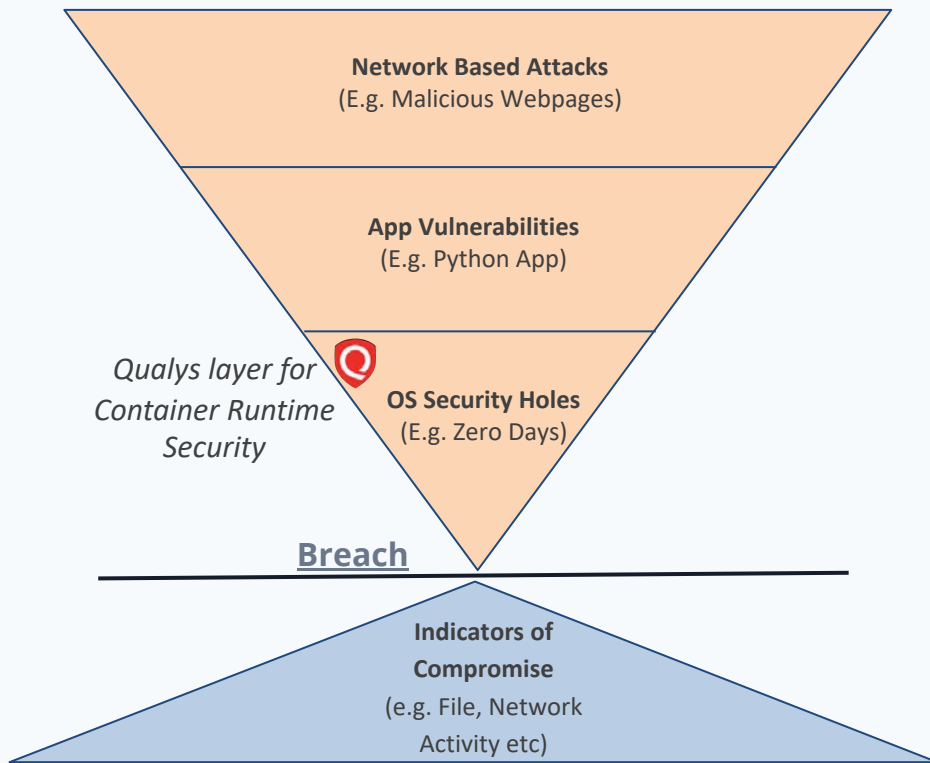 Network Based Attacks
(E.g. Malicious Webpages)
App Vulnerabilities
(E.g. Python App)
Qualys layer for
Container Runtime
Security
OS Security Holes
(E.g. Zero Days)
Breach
Indicators of
Compromise
(e.g. File, Network
Activity etc)